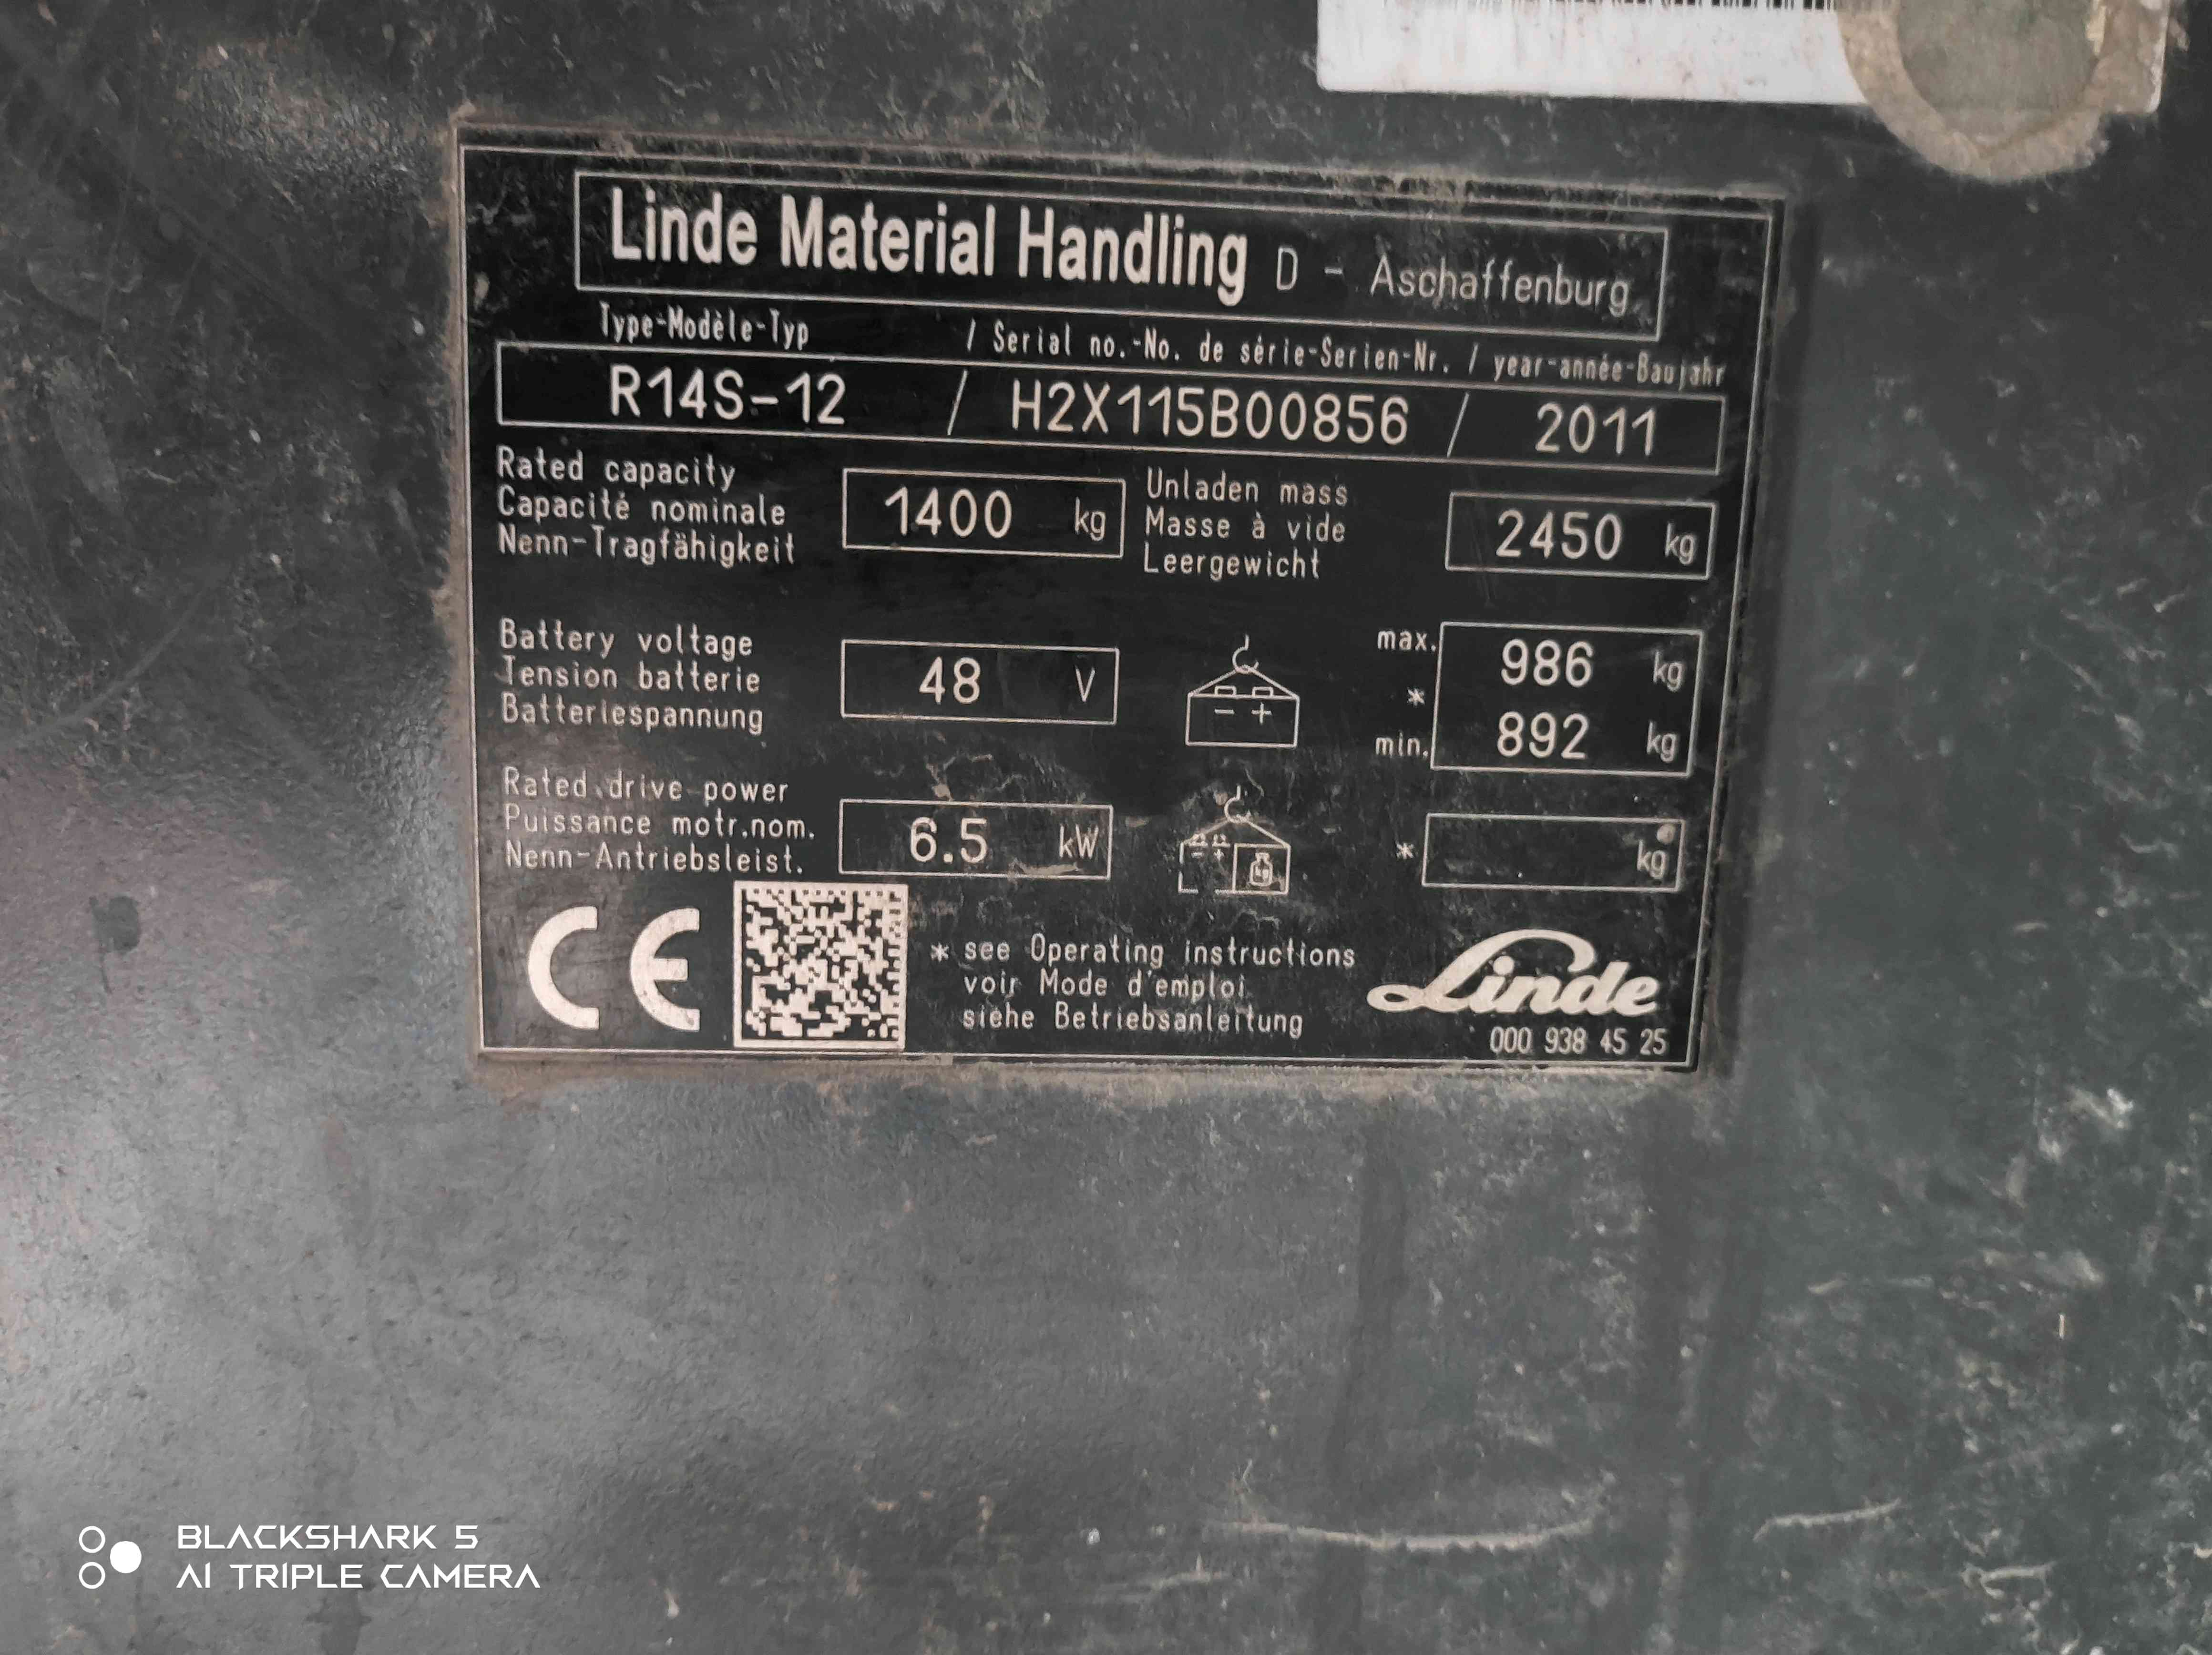 Linde Material Handling D - Aschaffenburg
Type-Modèle-Typ / Serial no.-No. de série-Serien-Nr. / year-année-Baujahr
R14S-12 / H2X115B00856 / 2011
Rated capacity
Capacité nominale
Nenn-Tragfähigkeit
1400 kg
Unladen mass
Masse à vide
Leergewicht
2450 kg
Battery voltage
Tension batterie
Batteriespannung
48 V
- +
max. 986 kg
*
min. 892 kg
Rated drive power
Puissance motr.nom.
Nenn-Antriebsleist.
6.5 kW
- +
kg
* kg
CE
* see Operating instructions
voir Mode d'emploi
siehe Betriebsanleitung
Linde
000 938 45 25
BLACKSHARK 5
AI TRIPLE CAMERA